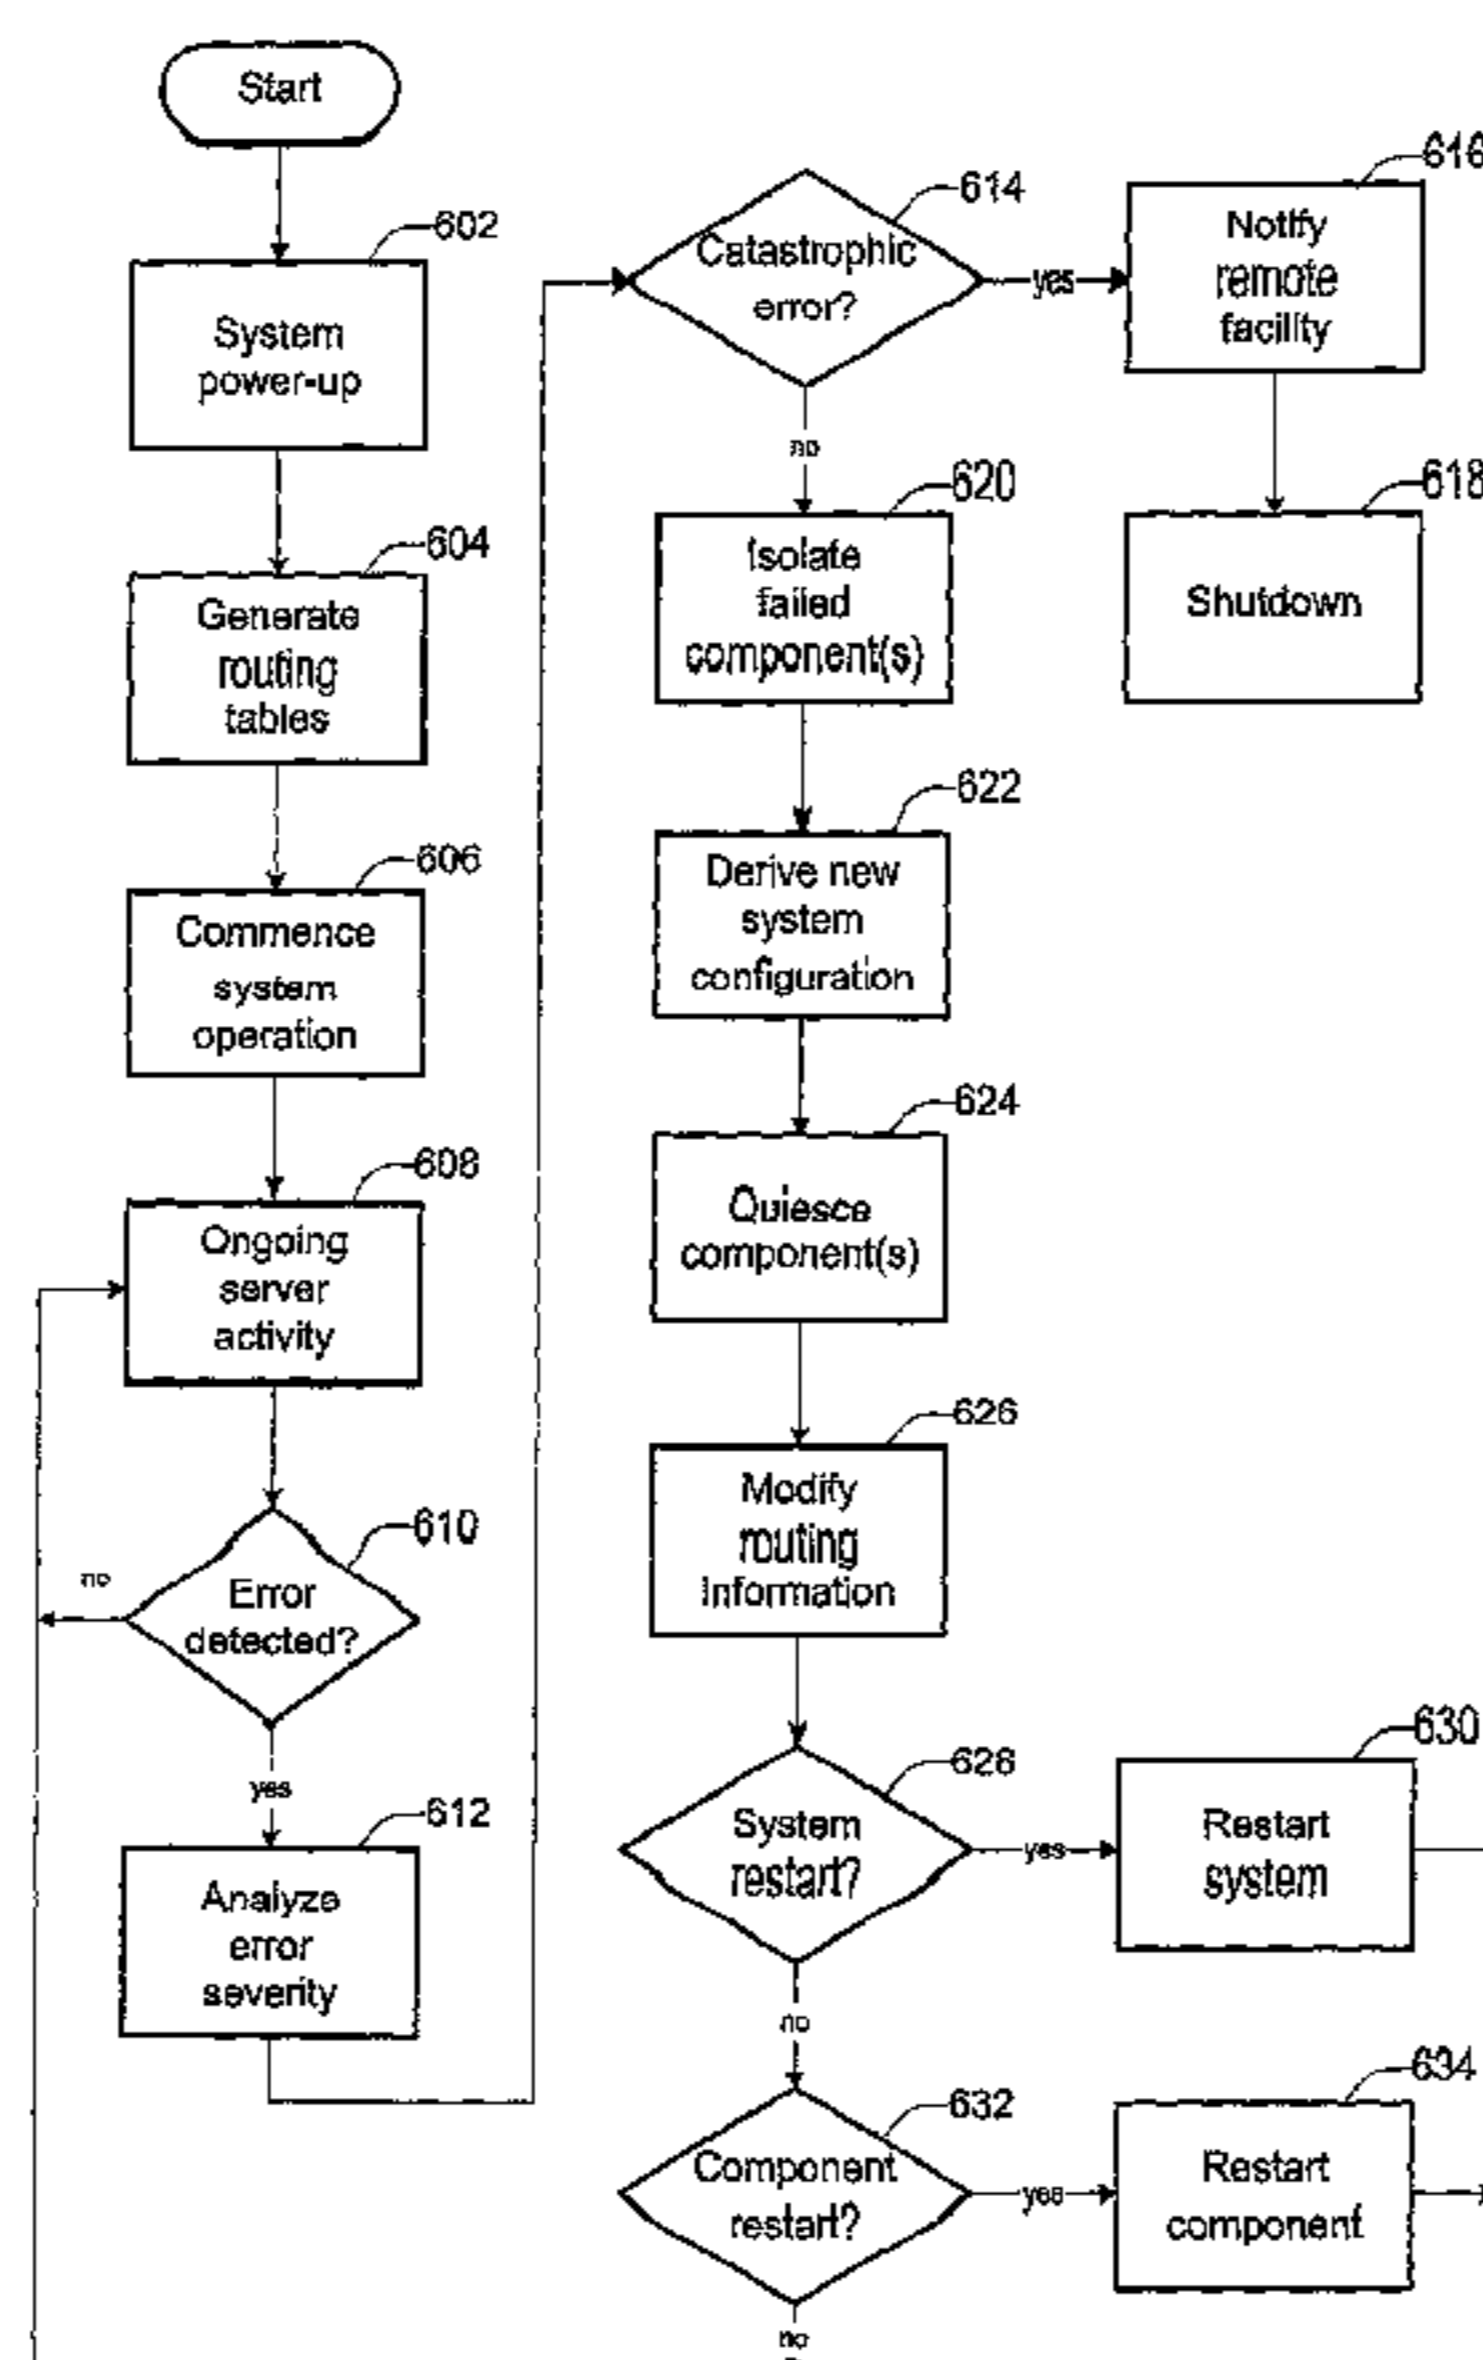 Start
602
System
power-up
604
Generate
routing
tables
606
Commence
system
operation
608
Ongoing
server
activity
610
no
Error
detected?
yes
612
Analyze
error
severity
614
Catastrophic
error?
yes
616
Notify
remote
facility
no
618
Shutdown
620
Isolate
failed
component(s)
622
Derive new
system
configuration
624
Quiesce
component(s)
626
Modify
routing
Information
628
System
restart?
yes
630
Restart
system
no
632
Component
restart?
yes
634
Restart
component
no